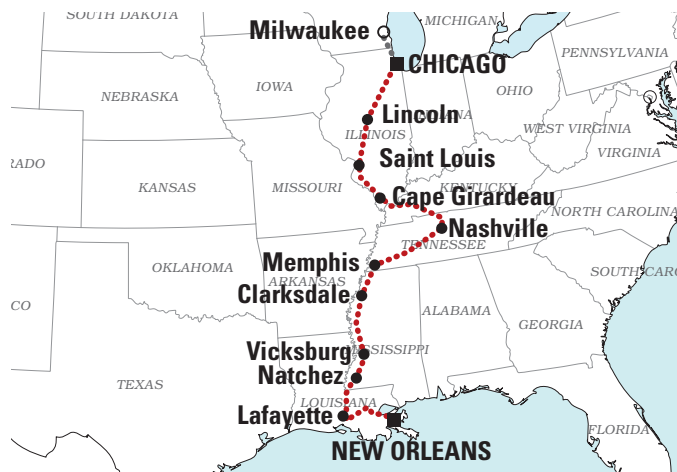 SOUTH DAKOTA
MICHIGAN
Milwaukee
PENNSYLVANIA
CHICAGO
IOWA
OHIO
NEBRASKA
INDIANA
Lincoln
ILLINOIS
WEST VIRGINIA
VIRGINIA
RADO
Saint Louis
KANSAS
MISSOURI
KENTUCKY
Cape Girardeau
NORTH CAROLINA
Nashville
TENNESSEE
Memphis
OKLAHOMA
SOUTH CARO
ARKANSAS
Clarksdale
CO
ALABAMA
GEORGIA
Vicksburg
MISSISSIPPI
Natchez
TEXAS
LOUISIANA
Lafayette
FLORIDA
NEW ORLEANS